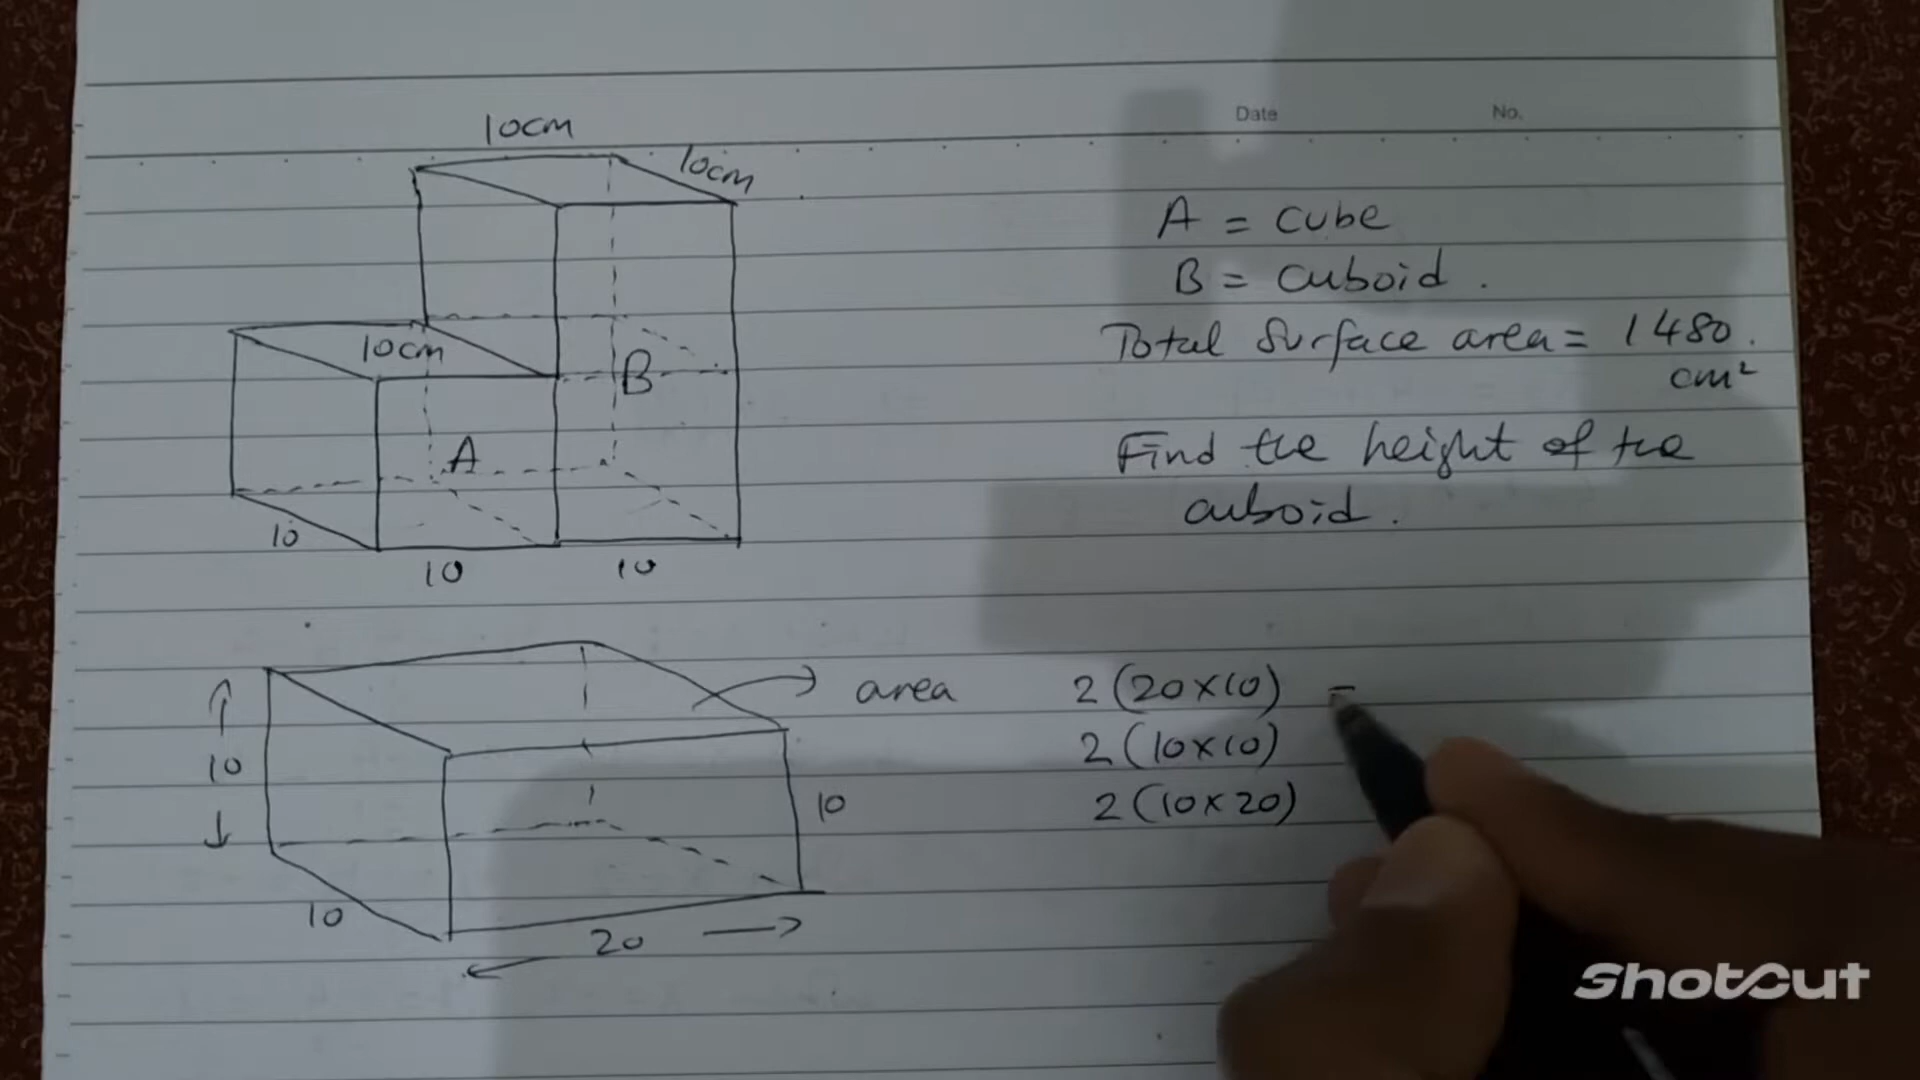 Date No.
10cm
10cm
A = cube
B = cuboid .
Total Surface area = 1480.
cm²
10cm
B
A
Find the height of the
cuboid.
10
10
10
area 2(20×10) =
2(10×10)
2(10×20)
10
10
10
20
Shotcut